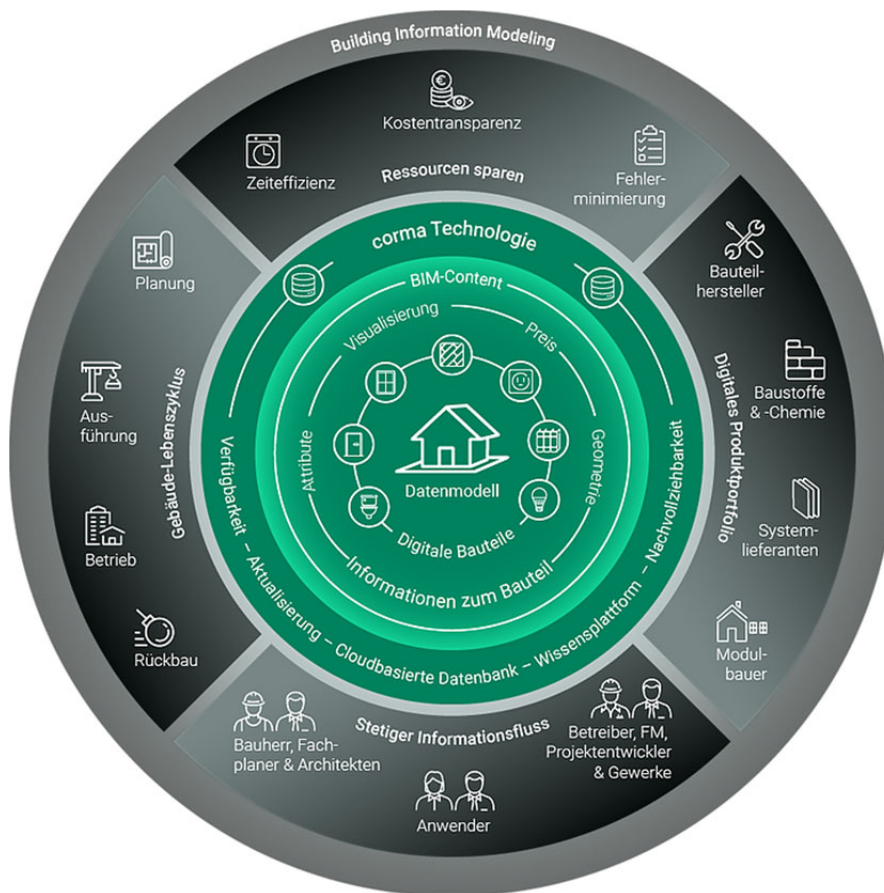 Building Information Modeling
Kostentransparenz
Zeiteffizienz
Ressourcen sparen
Fehler-
minimierung
Planung
corma Technologie
Bauteil-
hersteller
BIM-Content
Visualisierung
Preis
Aus-
führung
Gebäude-Lebenszyklus
Attribute
Geometrie
Digitales Produktportfolio
Baustoffe
& -Chemie
Datenmodell
Digitale Bauteile
Informationen zum Bauteil
Verfügbarkeit – Aktualisierung – Cloudbasierte Datenbank – Wissensplattform – Nachvollziehbarkeit
Betrieb
System-
lieferanten
Rückbau
Modul-
bauer
Stetiger Informationsfluss
Bauherr, Fach-
planer & Architekten
Betreiber, FM,
Projektentwickler
& Gewerke
Anwender